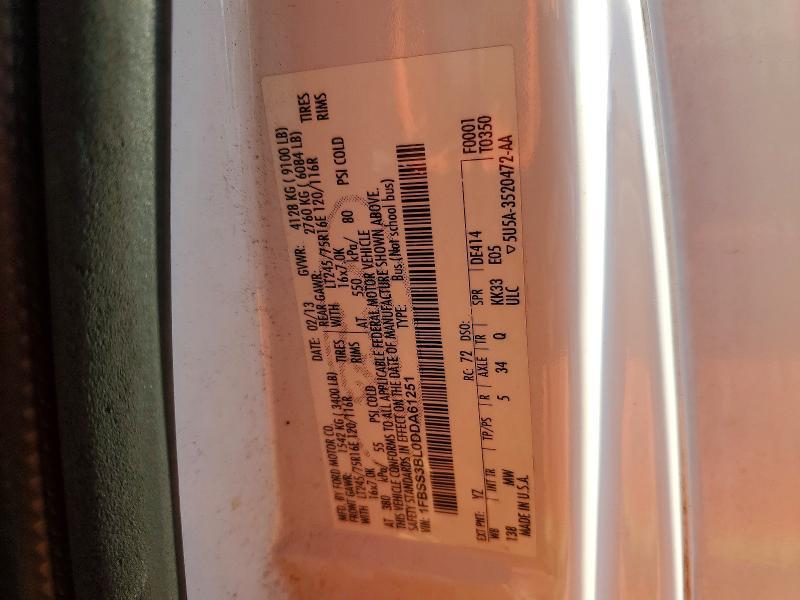 MFD. BY FORD MOTOR CO. DATE: 02/13 GVWR: 4128 KG ( 9100 LB)
FRONT GAWR: 1542 KG ( 3400 LB) REAR GAWR: 2760 KG ( 6084 LB)
WITH LT245/75R16E 120/116R TIRES WITH LT245/75R16E 120/116R TIRES
16x7.0K RIMS 16x7.0K RIMS
AT 380 kPa/ 55 PSI COLD AT 550 kPa/ 80 PSI COLD
THIS VEHICLE CONFORMS TO ALL APPLICABLE FEDERAL MOTOR VEHICLE
SAFETY STANDARDS IN EFFECT ON THE DATE OF MANUFACTURE SHOWN ABOVE.
VIN: 1FBSS3BL0DDA61251 TYPE: Bus (Not school bus)
F0001
T0350
EXT PNT: YZ RC: 72 DSO:
WB INT TR TP/PS R AXLE TR SPR DE414
138 MW 5 34 Q KK33 E05
MADE IN U.S.A. ULC
▽5U5A-3520472-AA